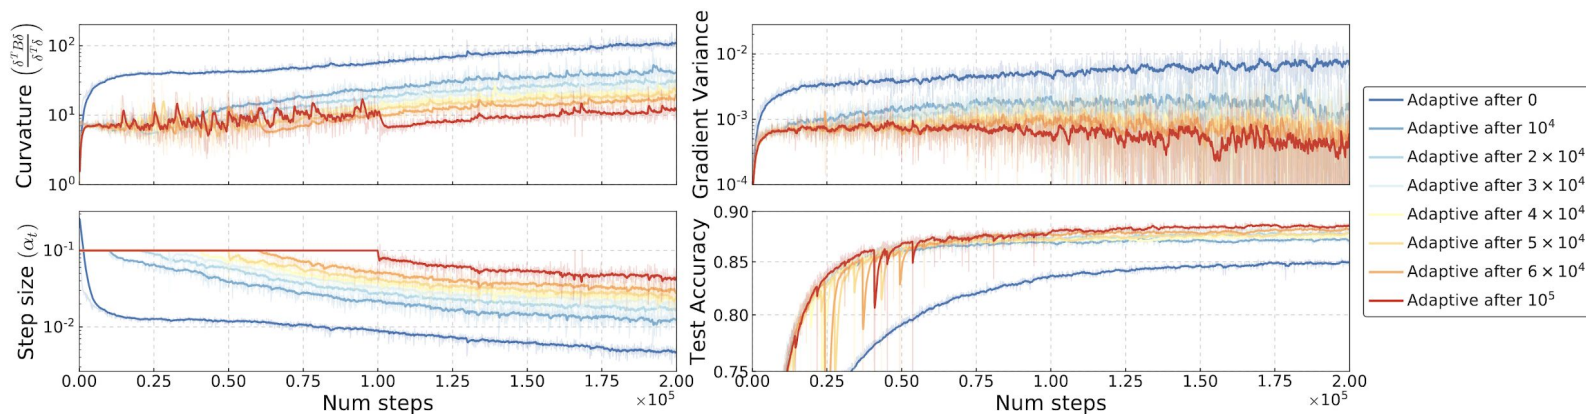 Curvature (δᵀBδ / δᵀδ)
10²
10¹
10⁰
Gradient Variance
10⁻²
10⁻³
10⁻⁴
Step size (αₜ)
10⁻¹
10⁻²
0.00 0.25 0.50 0.75 1.00 1.25 1.50 1.75 2.00
Num steps
×10⁵
Test Accuracy
0.90
0.85
0.80
0.75
0.00 0.25 0.50 0.75 1.00 1.25 1.50 1.75 2.00
Num steps
×10⁵
Adaptive after 0
Adaptive after 10⁴
Adaptive after 2 × 10⁴
Adaptive after 3 × 10⁴
Adaptive after 4 × 10⁴
Adaptive after 5 × 10⁴
Adaptive after 6 × 10⁴
Adaptive after 10⁵